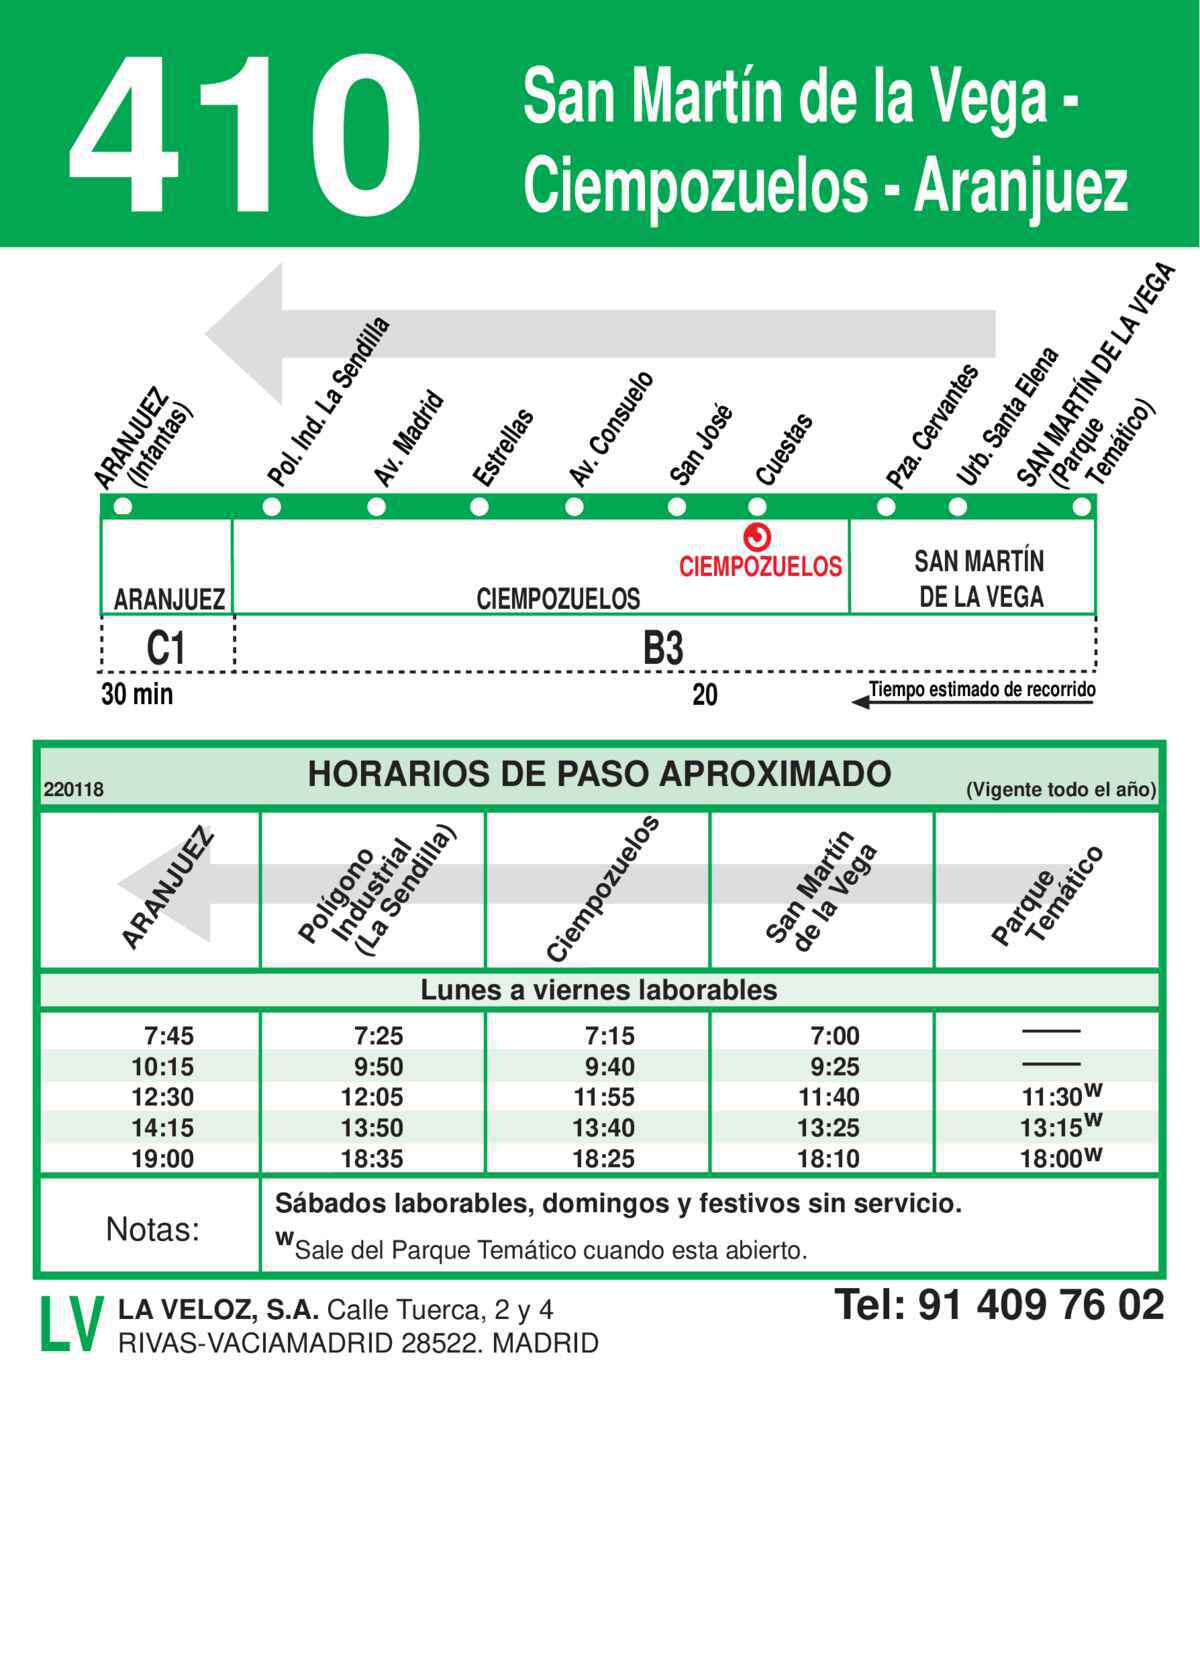 410
San Martín de la Vega -
Ciempozuelos - Aranjuez
ARANJUEZ
(Infantas)
Pol. Ind. La Sendilla
Av. Madrid
Estrellas
Av. Consuelo
San José
Cuestas
Pza. Cervantes
Urb. Santa Elena
SAN MARTÍN DE LA VEGA
(Parque
Temático)
CIEMPOZUELOS
ARANJUEZ
CIEMPOZUELOS
SAN MARTÍN
DE LA VEGA
C1
B3
30 min
20
Tiempo estimado de recorrido
220118
HORARIOS DE PASO APROXIMADO
(Vigente todo el año)
ARANJUEZ
Polígono
Industrial
(La Sendilla)
Ciempozuelos
San Martín
de la Vega
Parque
Temático
Lunes a viernes laborables
7:45 7:25 7:15 7:00 —
10:15 9:50 9:40 9:25 —
12:30 12:05 11:55 11:40 11:30w
14:15 13:50 13:40 13:25 13:15w
19:00 18:35 18:25 18:10 18:00w
Notas:
Sábados laborables, domingos y festivos sin servicio.
wSale del Parque Temático cuando esta abierto.
LV
LA VELOZ, S.A. Calle Tuerca, 2 y 4
RIVAS-VACIAMADRID 28522. MADRID
Tel: 91 409 76 02